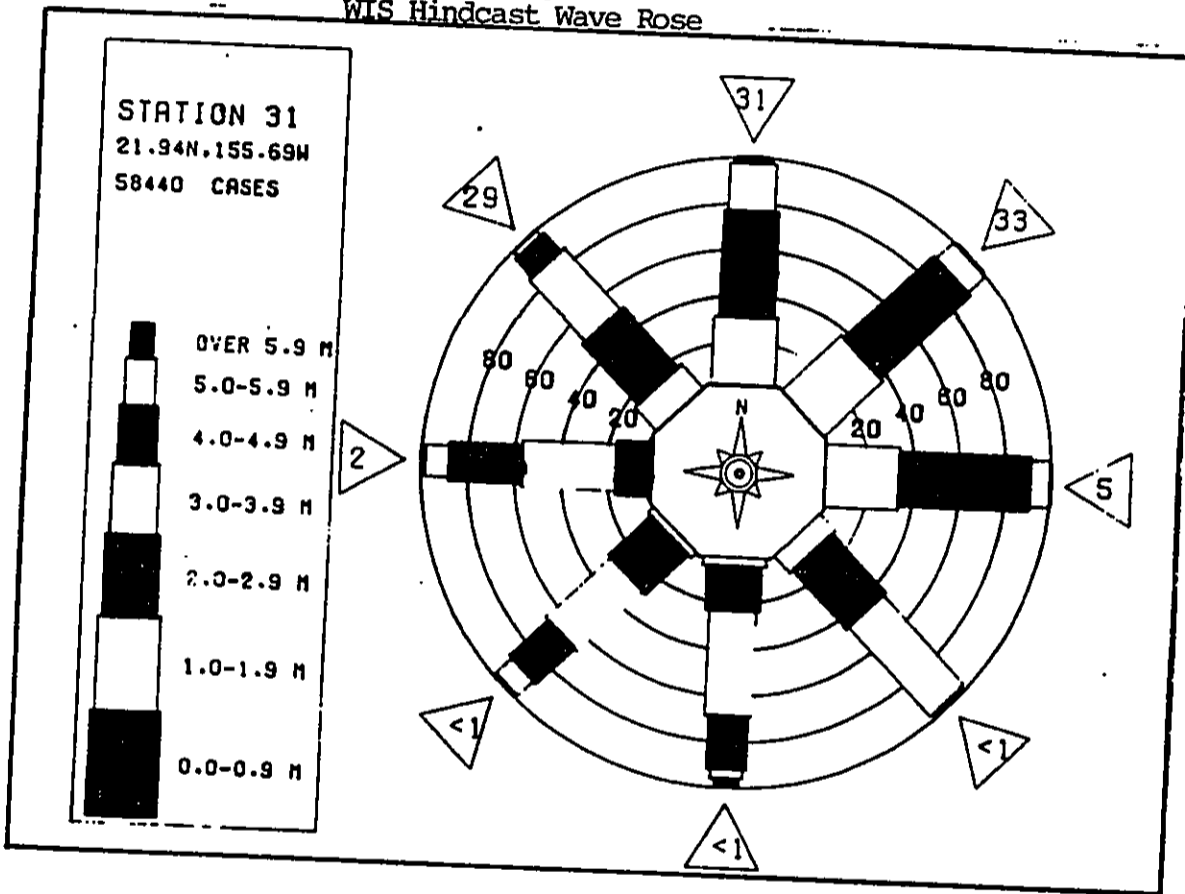 WIS Hindcast Wave Rose
STATION 31
21.94N,155.69W
58440 CASES
OVER 5.9 M
5.0-5.9 M
4.0-4.9 M
3.0-3.9 M
2.0-2.9 M
1.0-1.9 M
0.0-0.9 M
31
29
33
80
60
40
20
N
20
40
60
80
2
5
<1
<1
<1